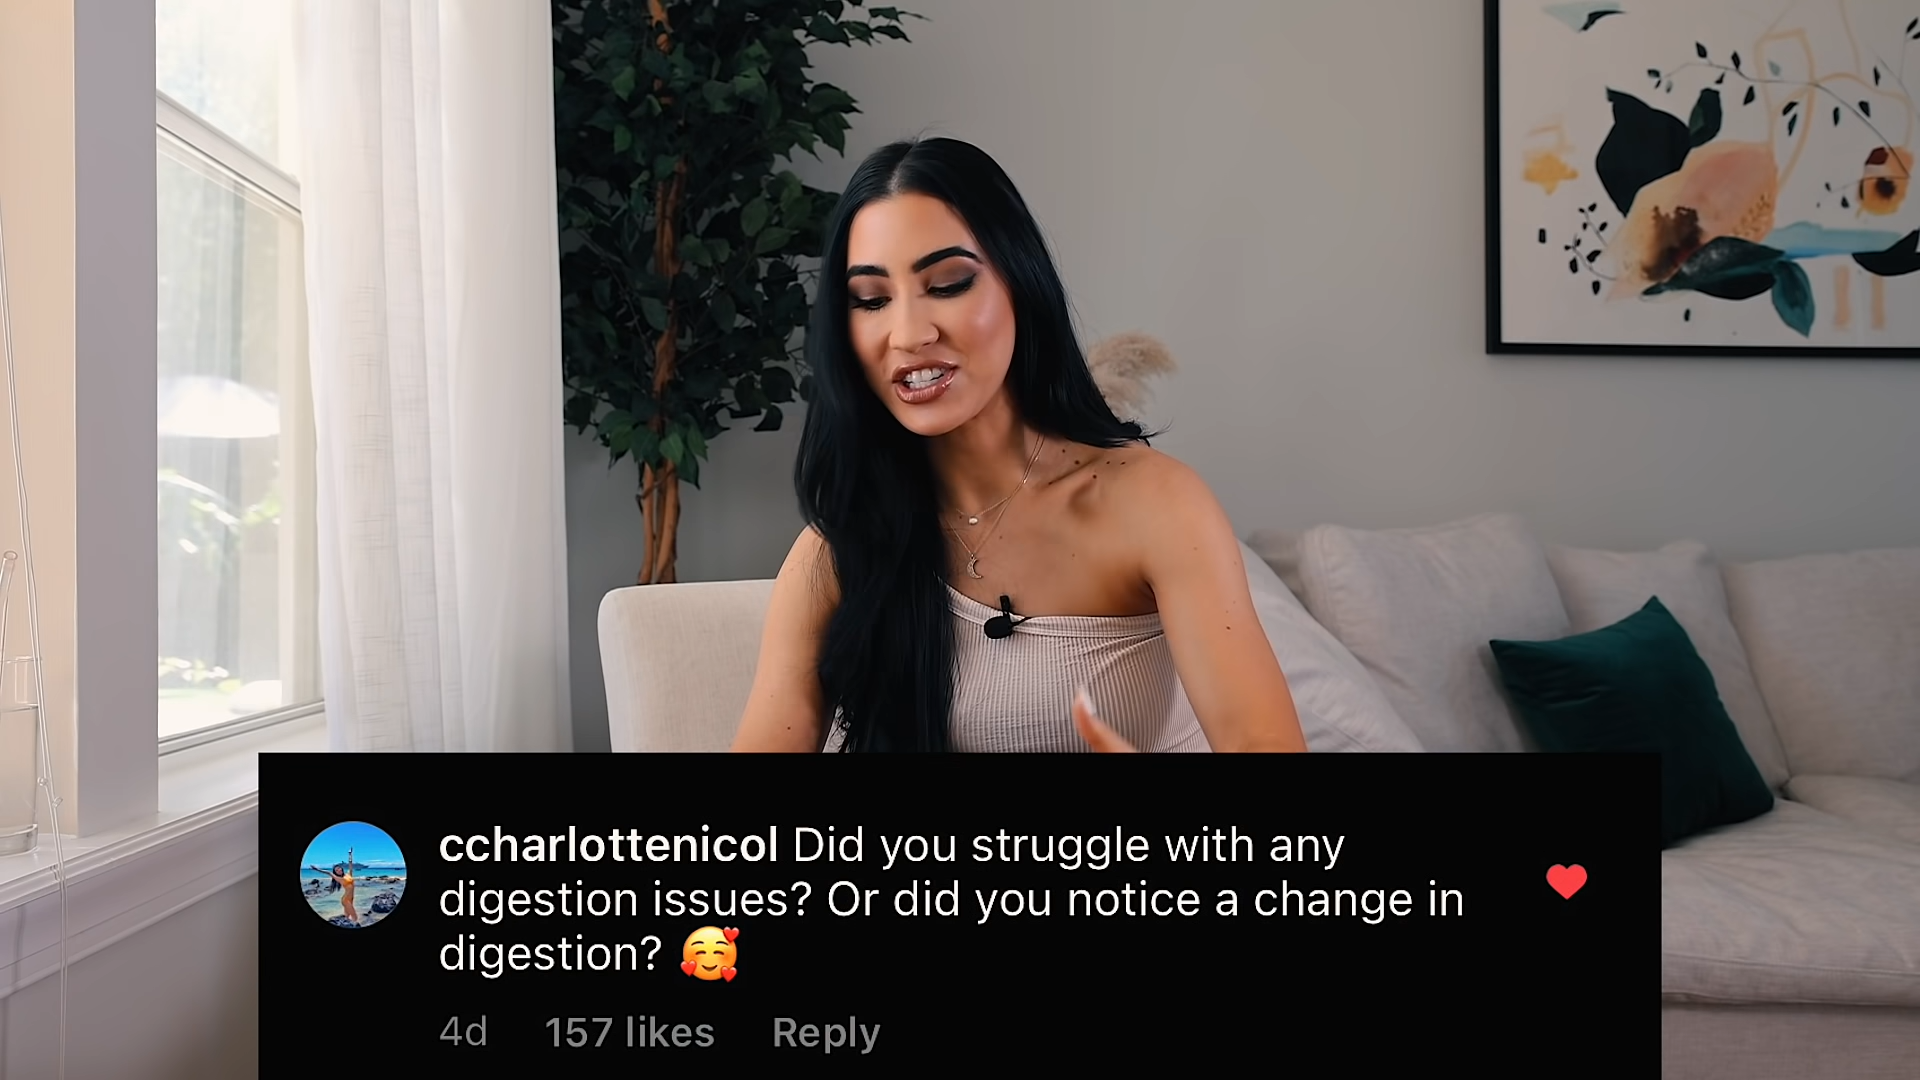 ccharlottenicol Did you struggle with any
digestion issues? Or did you notice a change in
digestion? 🥰
4d 157 likes Reply